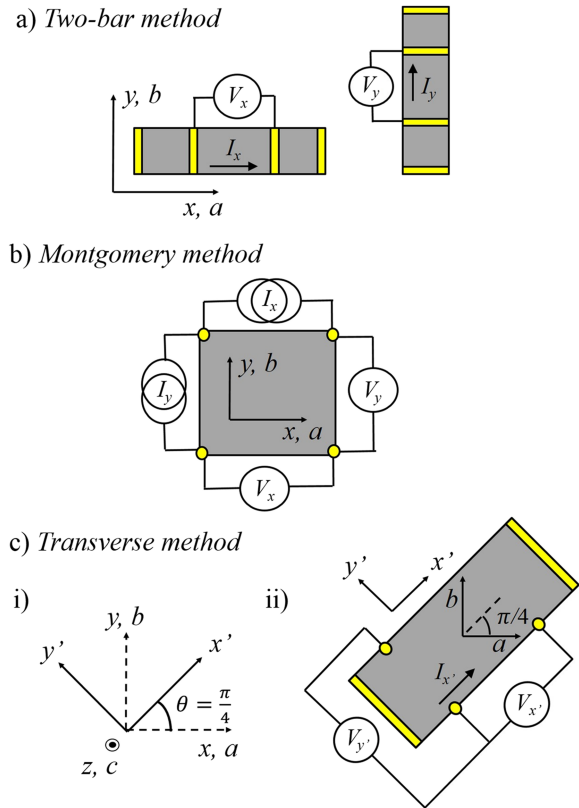 a) Two-bar method
y, b
V_x
I_x
x, a
V_y
I_y
b) Montgomery method
I_x
I_y
y, b
x, a
V_y
V_x
c) Transverse method
i)
y, b
y’
x’
θ = π/4
x, a
z, c
ii)
y’
x’
b
π/4
a
I_x’
V_x’
V_y’